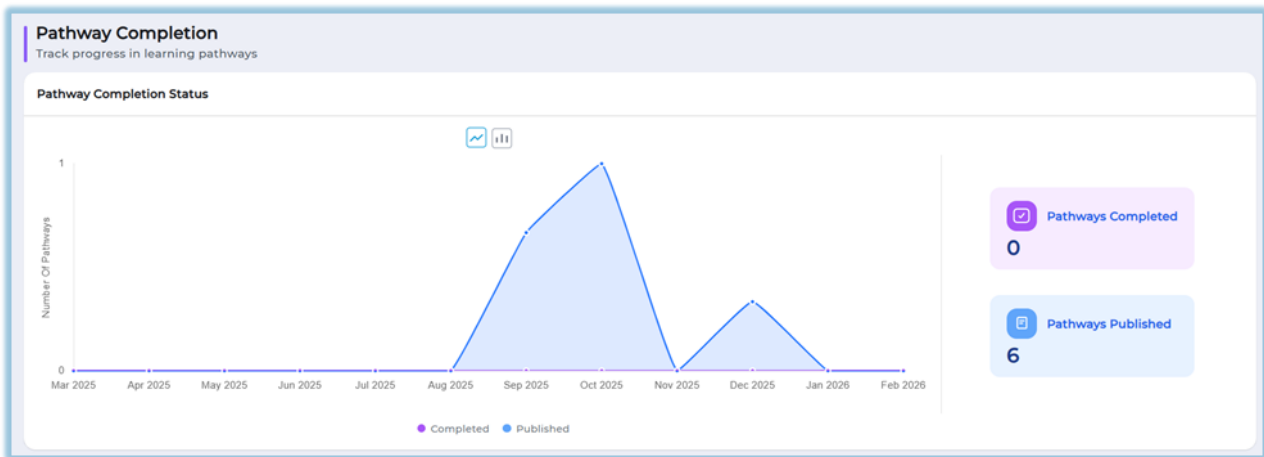 Pathway Completion
Track progress in learning pathways
Pathway Completion Status
1
Number Of Pathways
0
Mar 2025 Apr 2025 May 2025 Jun 2025 Jul 2025 Aug 2025 Sep 2025 Oct 2025 Nov 2025 Dec 2025 Jan 2026 Feb 2026
Completed Published
Pathways Completed
0
Pathways Published
6